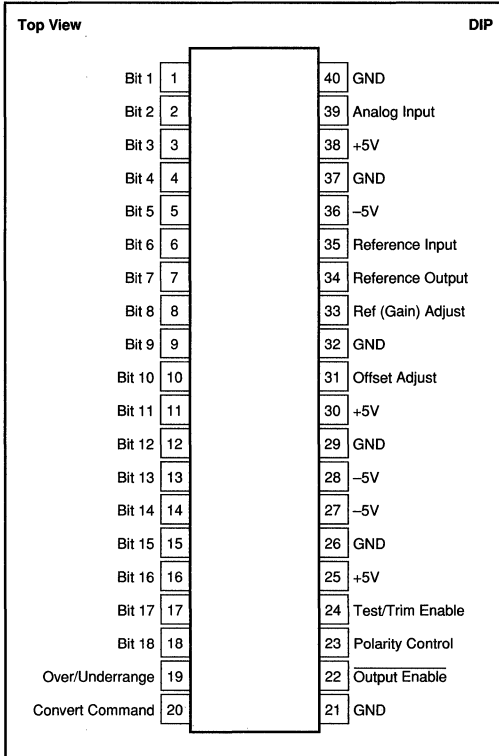 Top View DIP
Bit 1 1 40 GND
Bit 2 2 39 Analog Input
Bit 3 3 38 +5V
Bit 4 4 37 GND
Bit 5 5 36 –5V
Bit 6 6 35 Reference Input
Bit 7 7 34 Reference Output
Bit 8 8 33 Ref (Gain) Adjust
Bit 9 9 32 GND
Bit 10 10 31 Offset Adjust
Bit 11 11 30 +5V
Bit 12 12 29 GND
Bit 13 13 28 –5V
Bit 14 14 27 –5V
Bit 15 15 26 GND
Bit 16 16 25 +5V
Bit 17 17 24 Test/Trim Enable
Bit 18 18 23 Polarity Control
Over/Underrange 19 22 Output Enable
Convert Command 20 21 GND